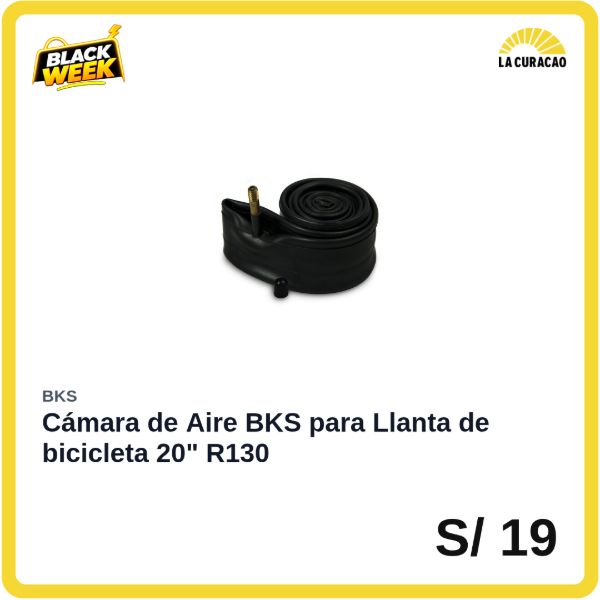 BLACK
WEEK
LA CURACAO
BKS
Cámara de Aire BKS para Llanta de
bicicleta 20" R130
S/ 19